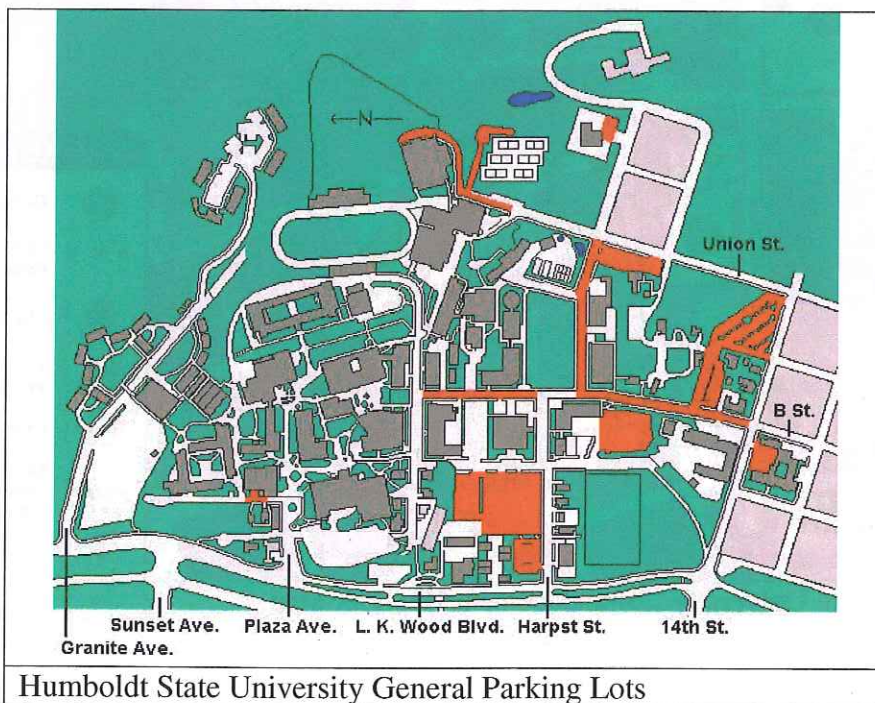 ←N—
Union St.
B St.
Sunset Ave. Plaza Ave. L. K. Wood Blvd. Harpst St. 14th St.
Granite Ave.
Humboldt State University General Parking Lots